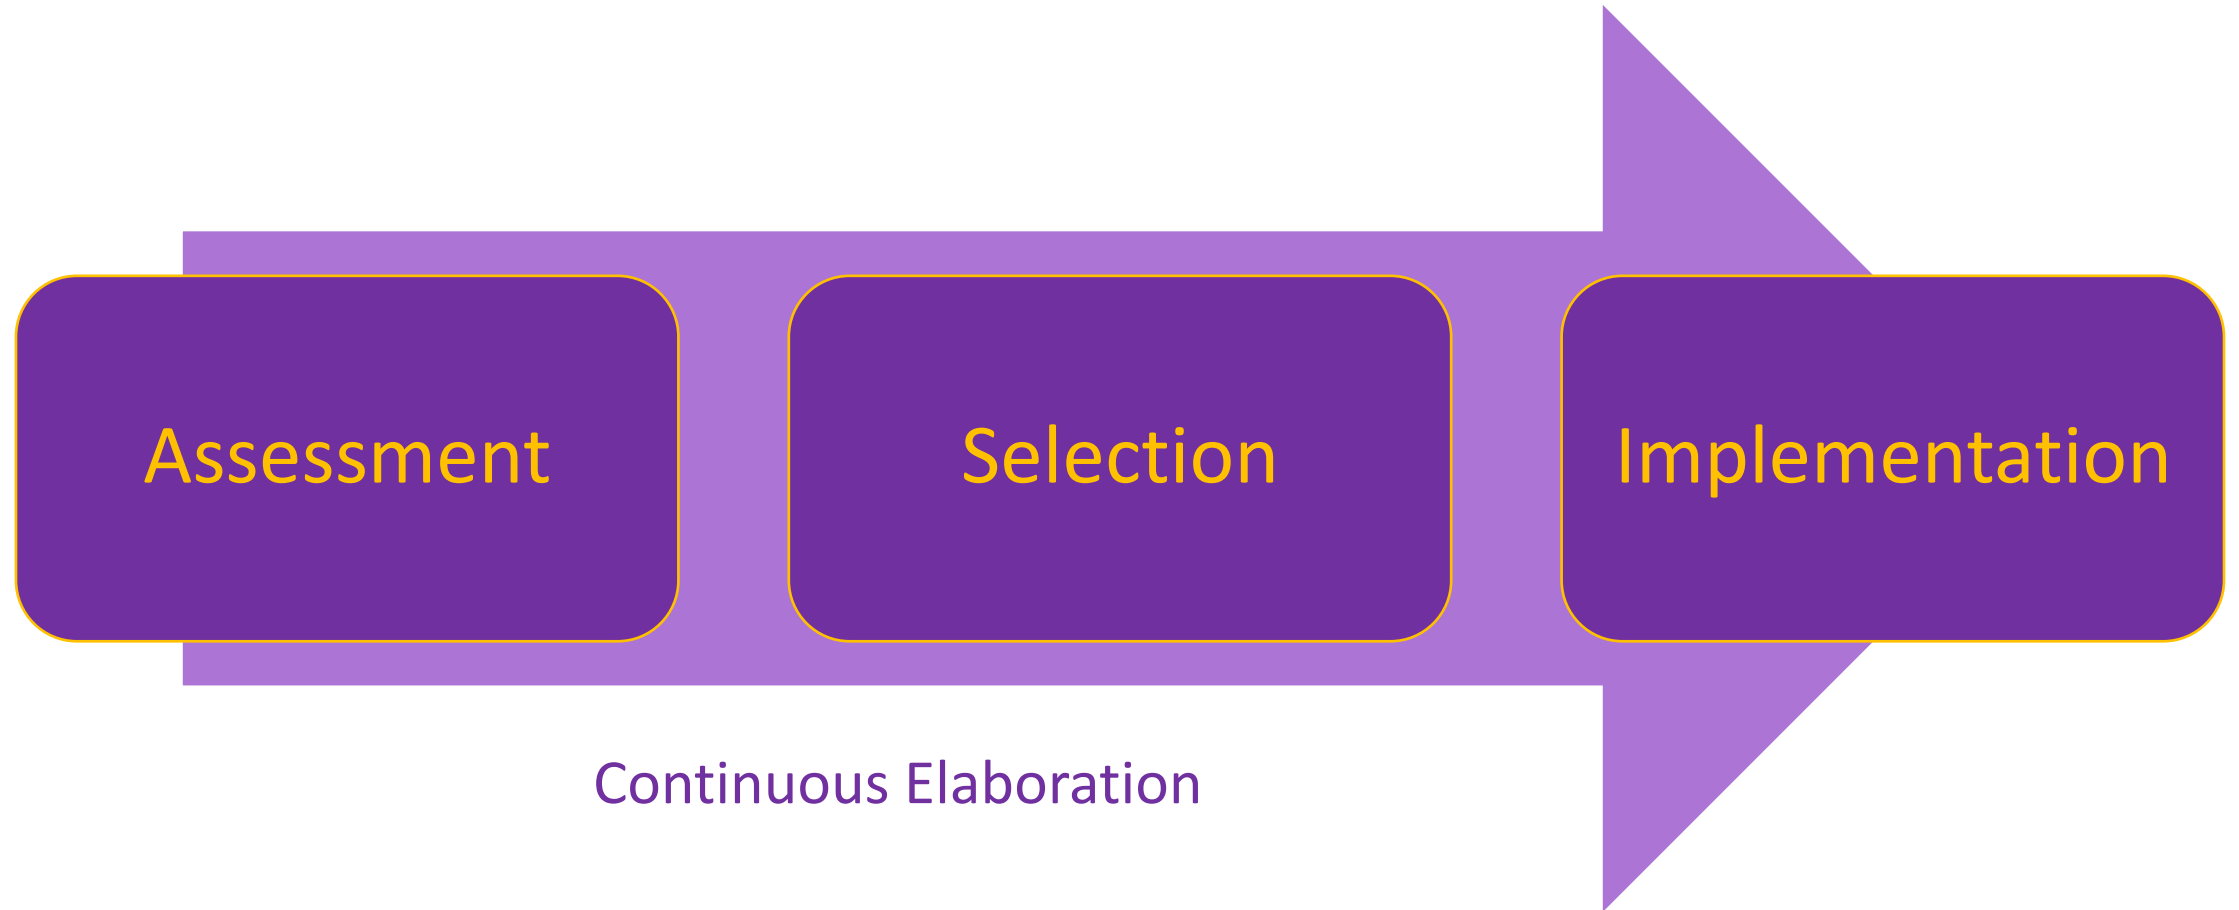 Assessment
Selection
Implementation
Continuous Elaboration